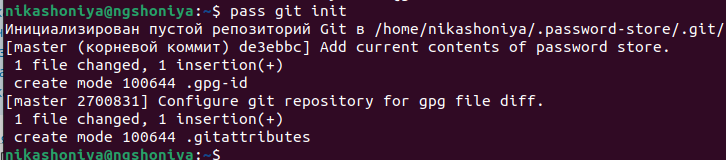 nikashoniya@ngshoniya:~$ pass git init
Инициализирован пустой репозиторий Git в /home/nikashoniya/.password-store/.git/
[master (корневой коммит) de3ebbc] Add current contents of password store.
 1 file changed, 1 insertion(+)
 create mode 100644 .gpg-id
[master 2700831] Configure git repository for gpg file diff.
 1 file changed, 1 insertion(+)
 create mode 100644 .gitattributes
nikashoniya@ngshoniya:~$